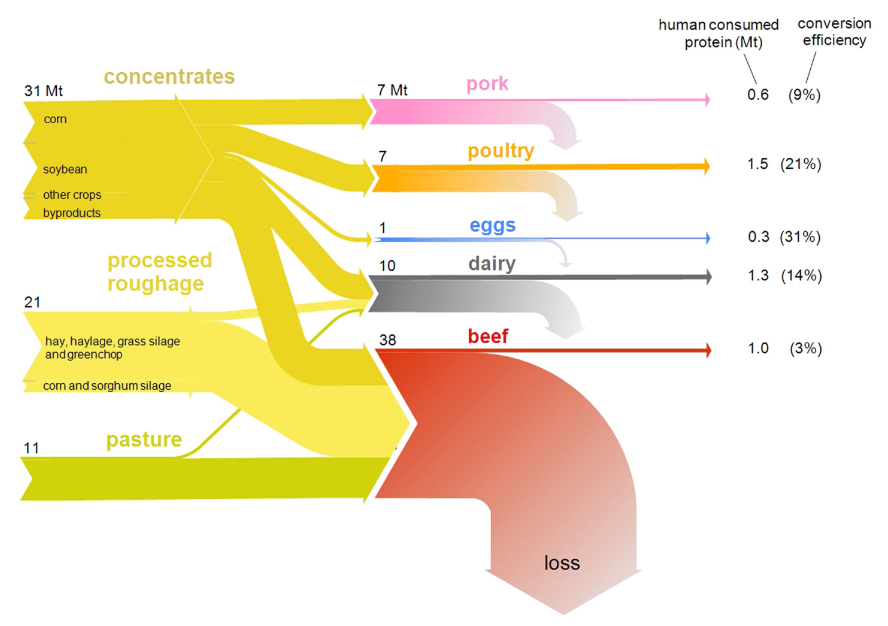 human consumed
protein (Mt)
conversion
efficiency
concentrates
31 Mt
corn
soybean
other crops
byproducts
7 Mt
pork
0.6 (9%)
7
poultry
1.5 (21%)
1
eggs
0.3 (31%)
processed
roughage
10
dairy
1.3 (14%)
21
hay, haylage, grass silage
and greenchop
corn and sorghum silage
38
beef
1.0 (3%)
pasture
11
loss